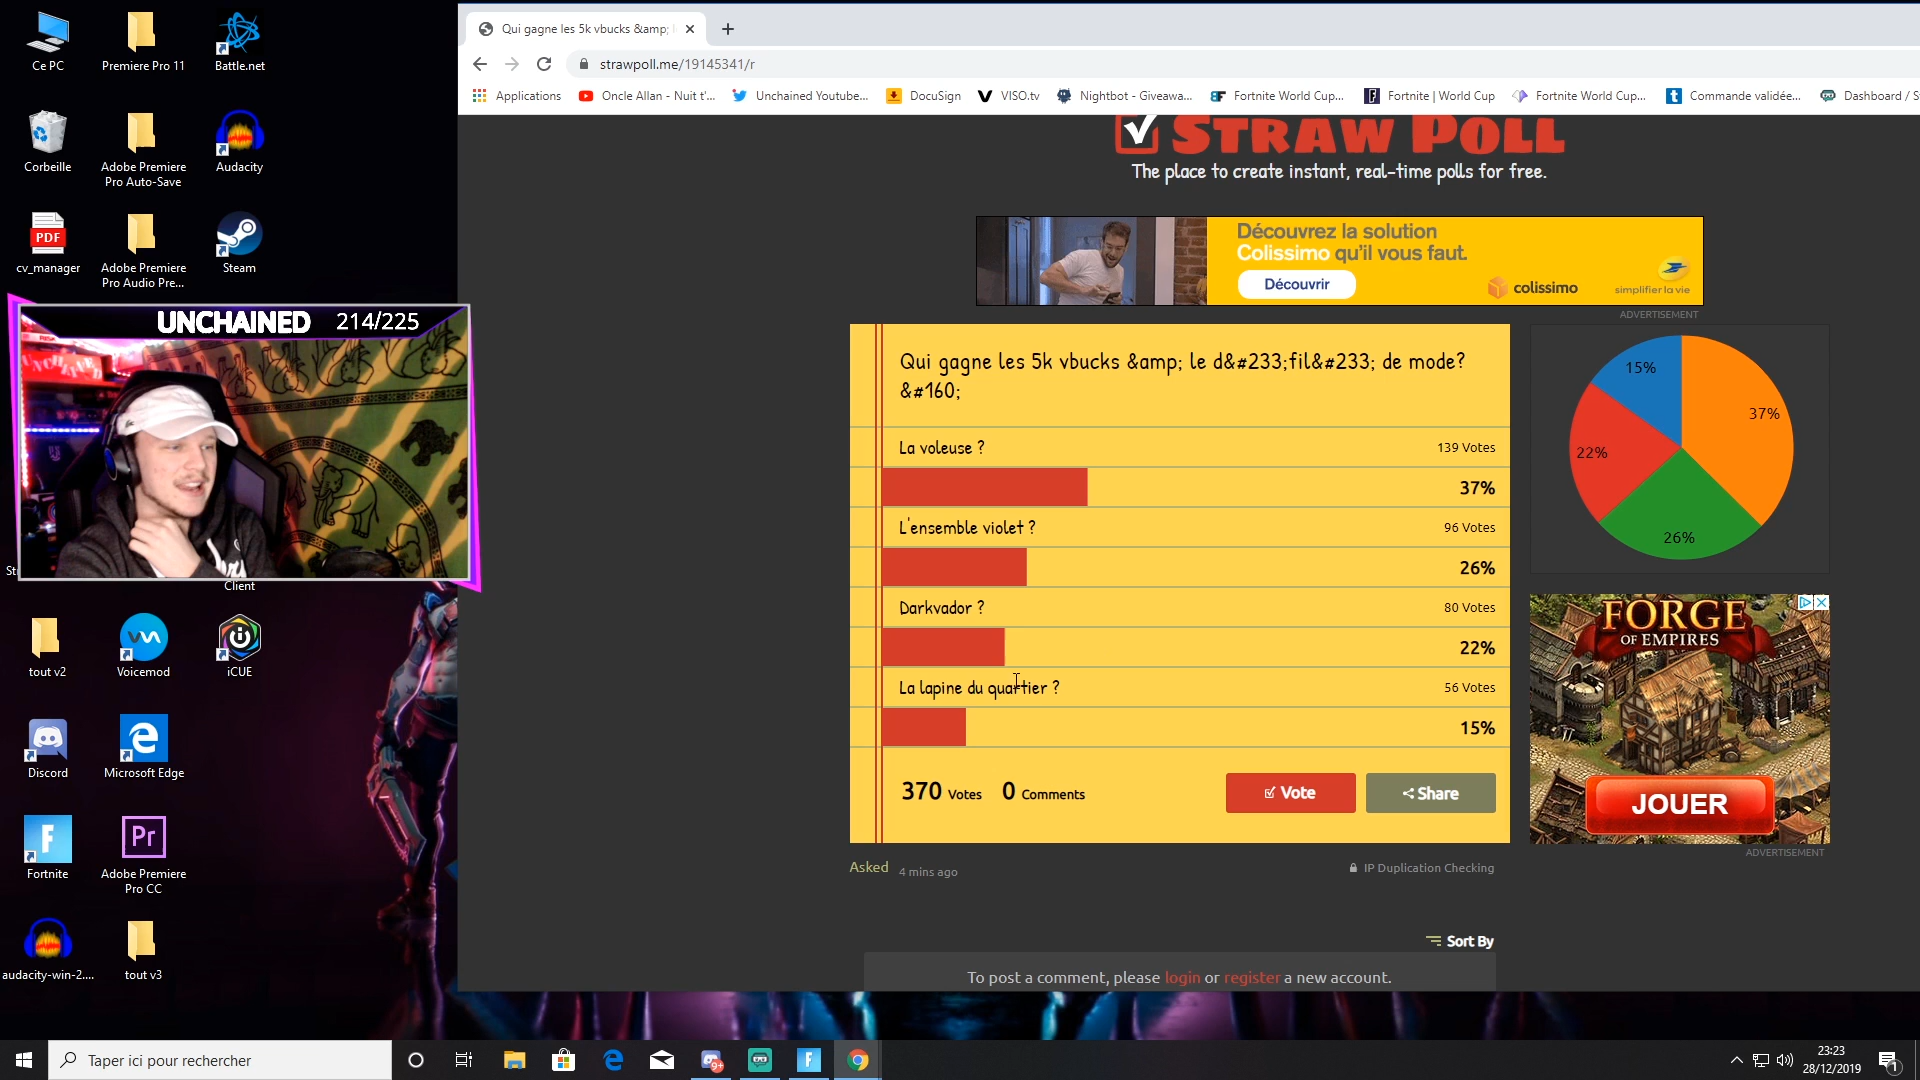 Ce PC
Premiere Pro 11
Battle.net
Corbeille
Adobe Premiere
Pro Auto-Save
Audacity
PDF
cv_manager
Adobe Premiere
Pro Audio Pre...
Steam
UNCHAINED 214/225
St
Client
tout v2
Voicemod
iCUE
Discord
Microsoft Edge
Fortnite
Adobe Premiere
Pro CC
audacity-win-2....
tout v3
Qui gagne les 5k vbucks &amp;
strawpoll.me/19145341/r
Applications
Oncle Allan - Nuit t'...
Unchained Youtube...
DocuSign
VISO.tv
Nightbot - Giveawa...
Fortnite World Cup...
Fortnite | World Cup
Fortnite World Cup...
Commande validée...
Dashboard / S
STRAW POLL
The place to create instant, real-time polls for free.
Découvrez la solution
Colissimo qu'il vous faut.
Découvrir
colissimo
simplifier la vie
ADVERTISEMENT
Qui gagne les 5k vbucks &amp; le d&#233;fil&#233; de mode?
&#160;
La voleuse ? 139 Votes
37%
L'ensemble violet ? 96 Votes
26%
Darkvador ? 80 Votes
22%
La lapine du quartier ? 56 Votes
15%
370 Votes 0 Comments
Vote
Share
15%
37%
22%
26%
FORGE
OF EMPIRES
JOUER
ADVERTISEMENT
Asked 4 mins ago
IP Duplication Checking
Sort By
To post a comment, please login or register a new account.
Taper ici pour rechercher
9+
23:23
28/12/2019
1